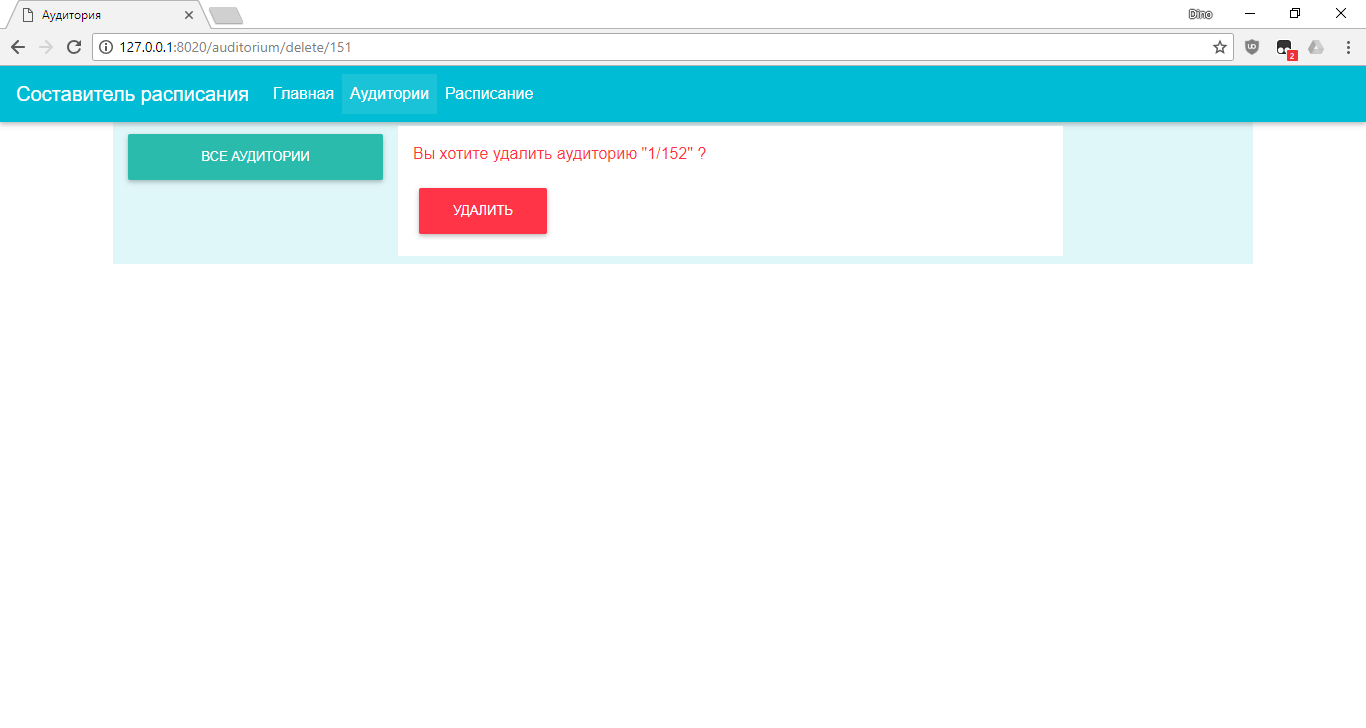 Аудитория
Dino
127.0.0.1:8020/auditorium/delete/151
2
Составитель расписания Главная Аудитории Расписание
ВСЕ АУДИТОРИИ
Вы хотите удалить аудиторию "1/152" ?
УДАЛИТЬ